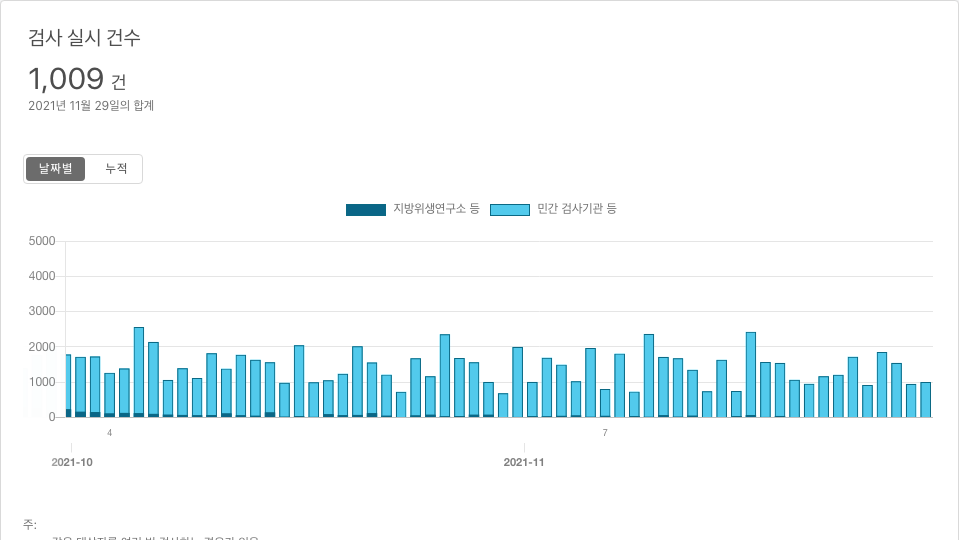 검사 실시 건수
1,009 건
2021년 11월 29일의 합계
날짜별 누적
지방위생연구소 등 민간 검사기관 등
5000
4000
3000
2000
1000
0
4 7
2021-10 2021-11
주: